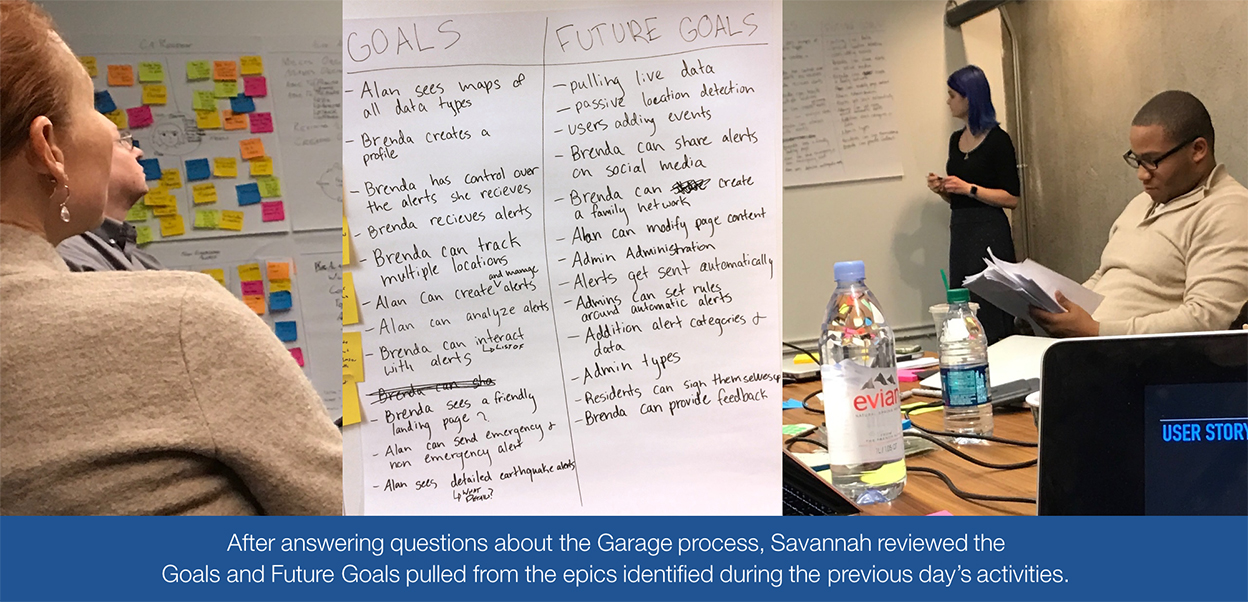 GOALS
- Alan sees maps of
all data types
- Brenda creates a
profile
- Brenda has control over
the alerts she recieves
- Brenda recieves alerts
- Brenda can track
multiple locations
and manage
- Alan can create alerts
- Alan can analyze alerts
- Brenda can interact
with alerts
- Brenda can sha
- Brenda sees a friendly
landing page ?
- Alan can send emergency &
non emergency alert
- Alan sees detailed earthquake alerts
FUTURE GOALS
- pulling live data
- passive location detection
- users adding events
- Brenda can share alerts
on social media
- Brenda can create
a family network
- Alan can modify page content
- Admin Administration
- Alerts get sent automatically
- Admins can set rules
around automatic alerts
- Addition alert categories &
data
- Admin types
- Residents can sign themselves up
- Brenda can provide feedback
evian
USER STORY
After answering questions about the Garage process, Savannah reviewed the
Goals and Future Goals pulled from the epics identified during the previous day's activities.